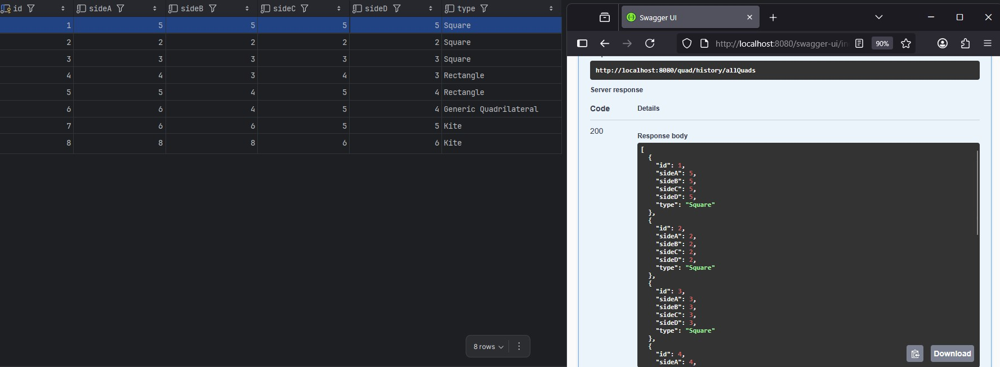 id sideA sideB sideC sideD type
1 5 5 5 5 Square
2 2 2 2 2 Square
3 3 3 3 3 Square
4 4 3 4 3 Rectangle
5 5 4 5 4 Rectangle
6 6 4 5 4 Generic Quadrilateral
7 6 6 5 5 Kite
8 8 8 6 6 Kite
8 rows
Swagger UI
http://localhost:8080/swagger-ui/in
90%
http://localhost:8080/quad/history/allQuads
Server response
Code Details
200
Response body
[
{
"id": 1,
"sideA": 5,
"sideB": 5,
"sideC": 5,
"sideD": 5,
"type": "Square"
},
{
"id": 2,
"sideA": 2,
"sideB": 2,
"sideC": 2,
"sideD": 2,
"type": "Square"
},
{
"id": 3,
"sideA": 3,
"sideB": 3,
"sideC": 3,
"sideD": 3,
"type": "Square"
},
{
"id": 4,
"sideA": 4,
Download